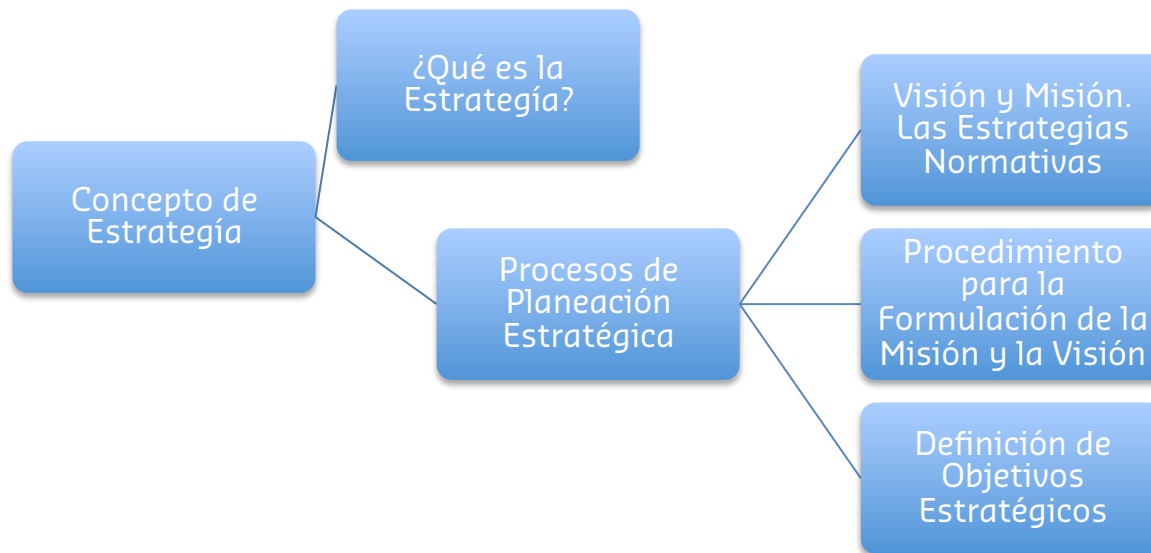 ¿Qué es la
Estrategía?
Concepto de
Estrategía
Procesos de
Planeación
Estratégica
Visión y Misión.
Las Estrategias
Normativas
Procedimiento
para la
Formulación de la
Misión y la Visión
Definición de
Objetivos
Estratégicos